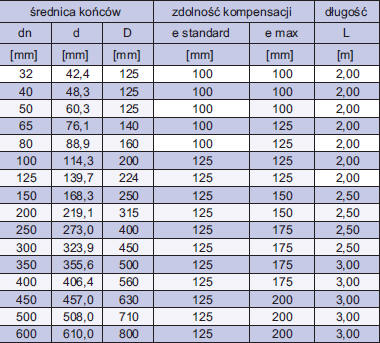 średnica końców zdolność kompensacji długość
dn d D e standard e max L
[mm] [mm] [mm] [mm] [mm] [m]
32 42,4 125 100 100 2,00
40 48,3 125 100 100 2,00
50 60,3 125 100 100 2,00
65 76,1 140 100 125 2,00
80 88,9 160 100 125 2,00
100 114,3 200 125 125 2,00
125 139,7 224 125 125 2,00
150 168,3 250 125 150 2,50
200 219,1 315 125 150 2,50
250 273,0 400 125 175 2,50
300 323,9 450 125 175 2,50
350 355,6 500 125 175 3,00
400 406,4 560 125 175 3,00
450 457,0 630 125 200 3,00
500 508,0 710 125 200 3,00
600 610,0 800 125 200 3,00